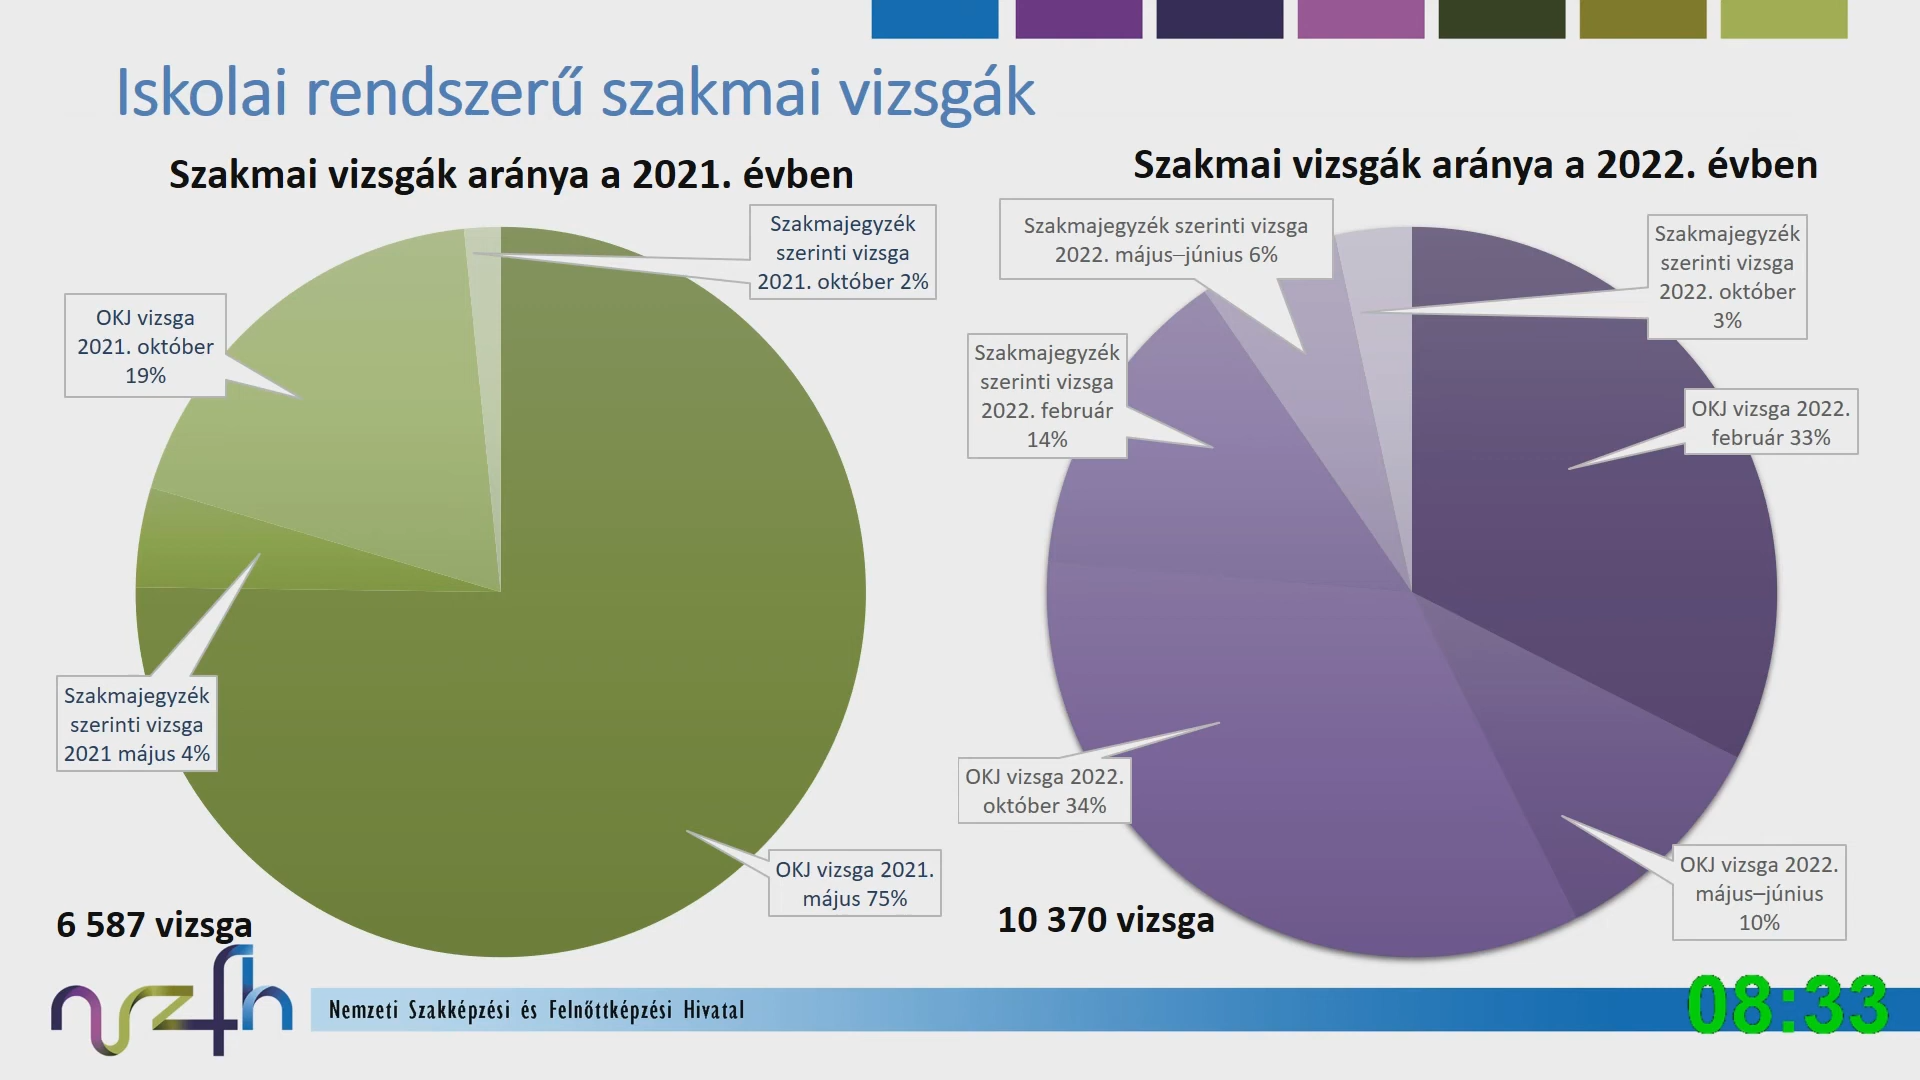 Iskolai rendszerű szakmai vizsgák
Szakmai vizsgák aránya a 2021. évben
Szakmajegyzék
szerinti vizsga
2021. október 2%
OKJ vizsga
2021. október
19%
Szakmajegyzék
szerinti vizsga
2021 május 4%
OKJ vizsga 2021.
május 75%
6 587 vizsga
Szakmai vizsgák aránya a 2022. évben
Szakmajegyzék szerinti vizsga
2022. május–június 6%
Szakmajegyzék
szerinti vizsga
2022. október
3%
Szakmajegyzék
szerinti vizsga
2022. február
14%
OKJ vizsga 2022.
február 33%
OKJ vizsga 2022.
október 34%
OKJ vizsga 2022.
május–június
10%
10 370 vizsga
nszfh
Nemzeti Szakképzési és Felnőttképzési Hivatal
08:33